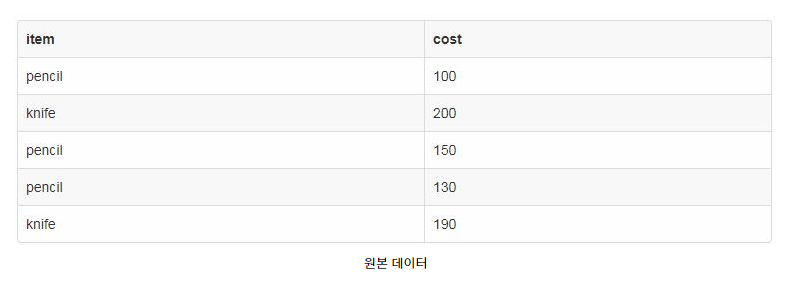 item cost
pencil 100
knife 200
pencil 150
pencil 130
knife 190
원본 데이터